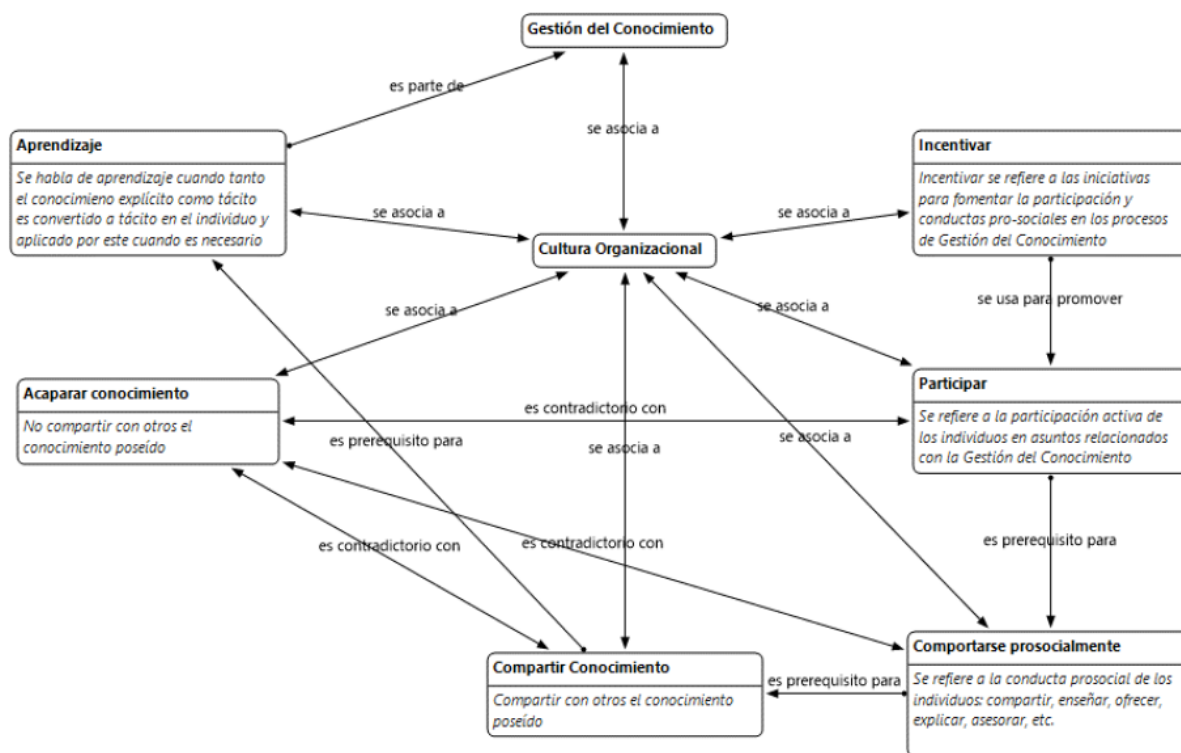 Gestión del Conocimiento
es parte de
se asocia a
Aprendizaje
Se habla de aprendizaje cuando tanto
el conocimieno explícito como tácito
es convertido a tácito en el individuo y
aplicado por este cuando es necesario
Incentivar
Incentivar se refiere a las iniciativas
para fomentar la participación y
conductas pro-sociales en los procesos
de Gestión del Conocimiento
se asocia a
se asocia a
Cultura Organizacional
se asocia a
se asocia a
se usa para promover
Acaparar conocimiento
No compartir con otros el
conocimiento poseído
Participar
Se refiere a la participación activa de
los individuos en asuntos relacionados
con la Gestión del Conocimiento
es contradictorio con
es prerequisito para
se asocia a
se asocia a
es contradictorio con
es contradictorio con
es prerequisito para
Compartir Conocimiento
Compartir con otros el conocimiento
poseído
es prerequisito para
Comportarse prosocialmente
Se refiere a la conducta prosocial de los
individuos: compartir, enseñar, ofrecer,
explicar, asesorar, etc.